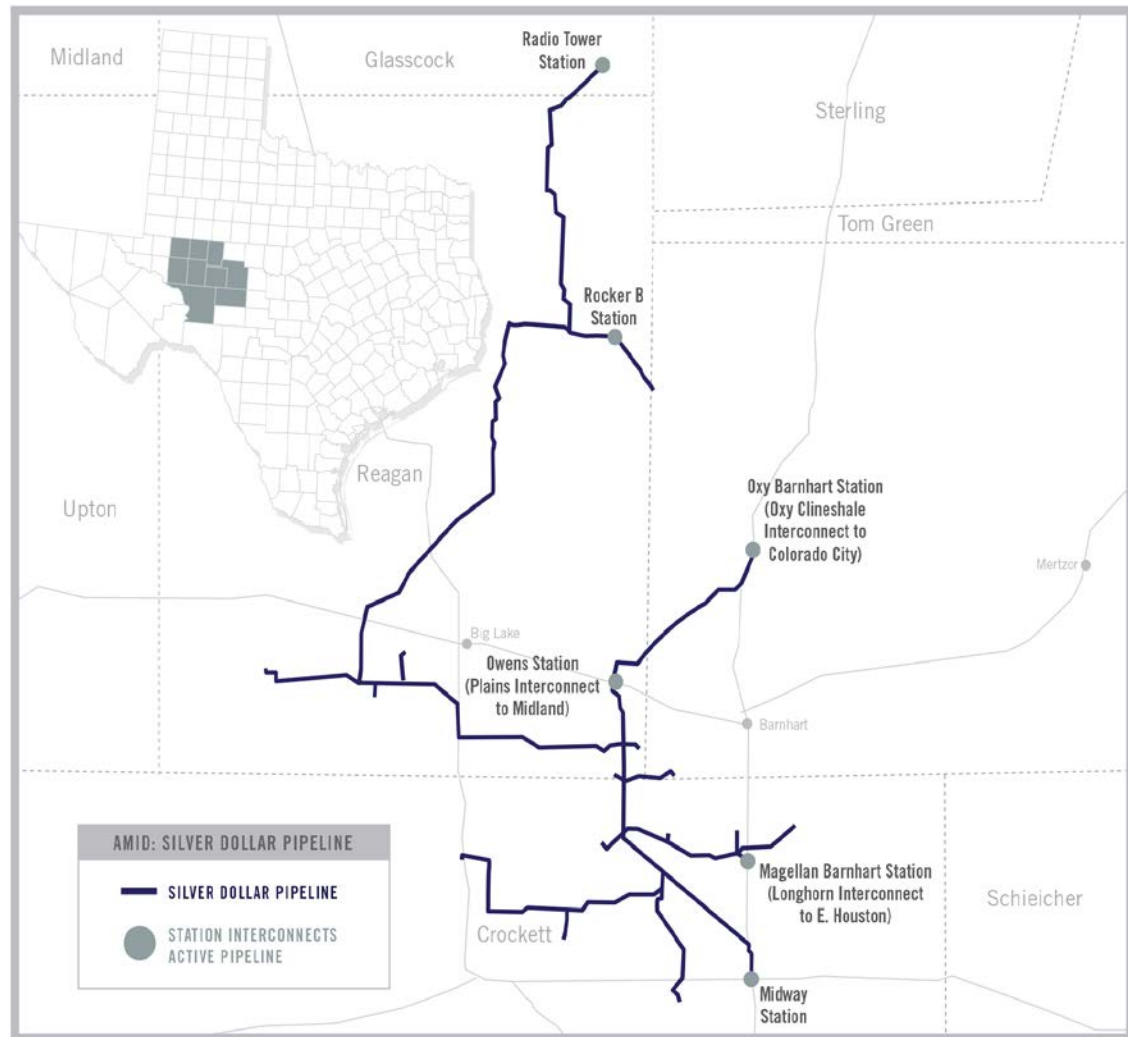 Midland
Glasscock
Radio Tower
Station
Sterling
Tom Green
Rocker B
Station
Reagan
Upton
Oxy Barnhart Station
(Oxy Clineshale
Interconnect to
Colorado City)
Mertzor
Big Lake
Owens Station
(Plains Interconnect
to Midland)
Barnhart
AMID: SILVER DOLLAR PIPELINE
SILVER DOLLAR PIPELINE
STATION INTERCONNECTS
ACTIVE PIPELINE
Magellan Barnhart Station
(Longhorn Interconnect
to E. Houston)
Schieicher
Crockett
Midway
Station